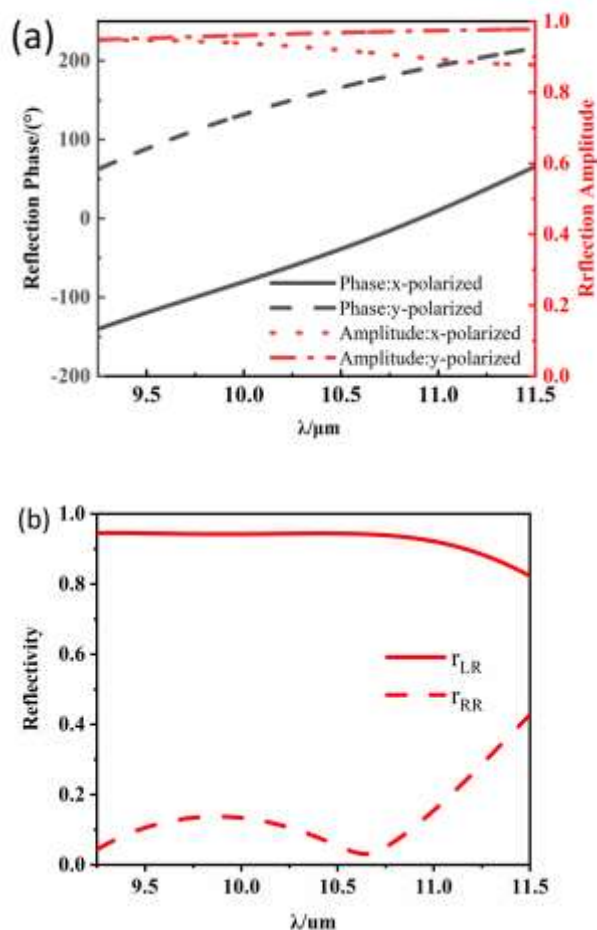 (a)
200
100
0
-100
-200
Reflection Phase/(°)
1.0
0.8
0.6
0.4
0.2
0.0
Rrflection Amplitude
Phase:x-polarized
Phase:y-polarized
Amplitude:x-polarized
Amplitude:y-polarized
9.5 10.0 10.5 11.0 11.5
λ/μm
(b)
1.0
0.8
0.6
0.4
0.2
0.0
Reflectivity
rLR
rRR
9.5 10.0 10.5 11.0 11.5
λ/um